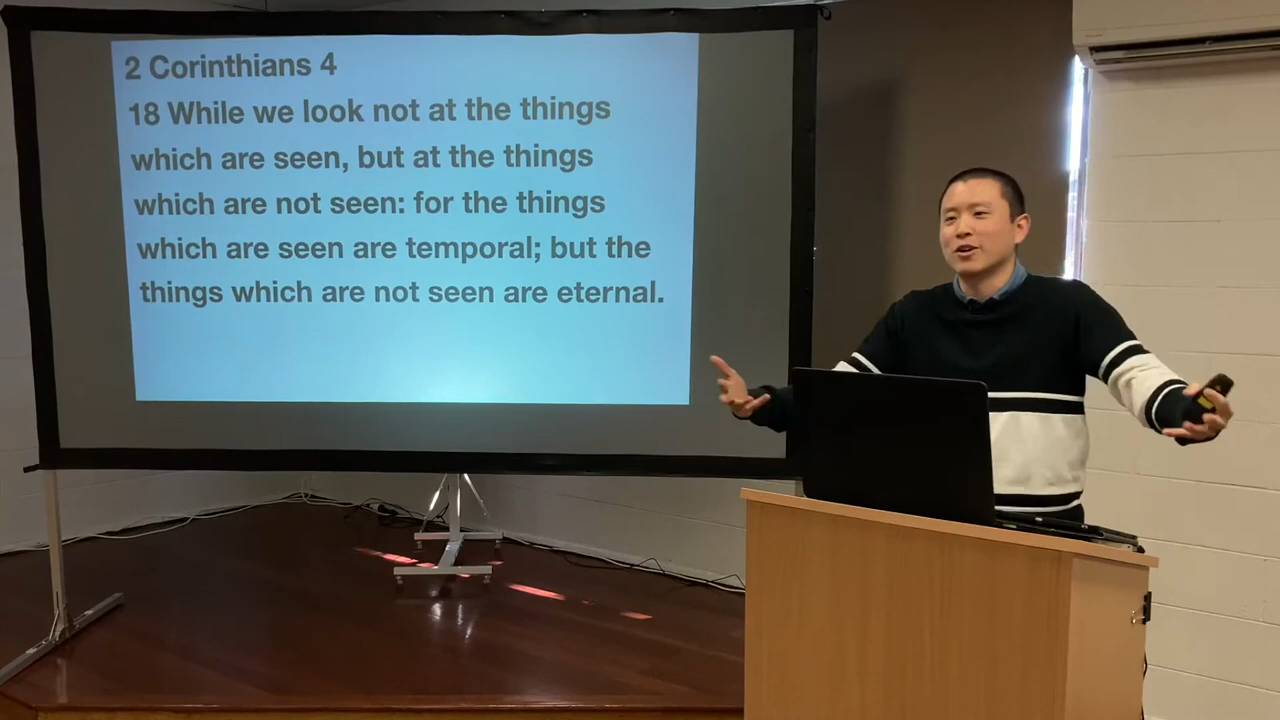 2 Corinthians 4
18 While we look not at the things
which are seen, but at the things
which are not seen: for the things
which are seen are temporal; but the
things which are not seen are eternal.